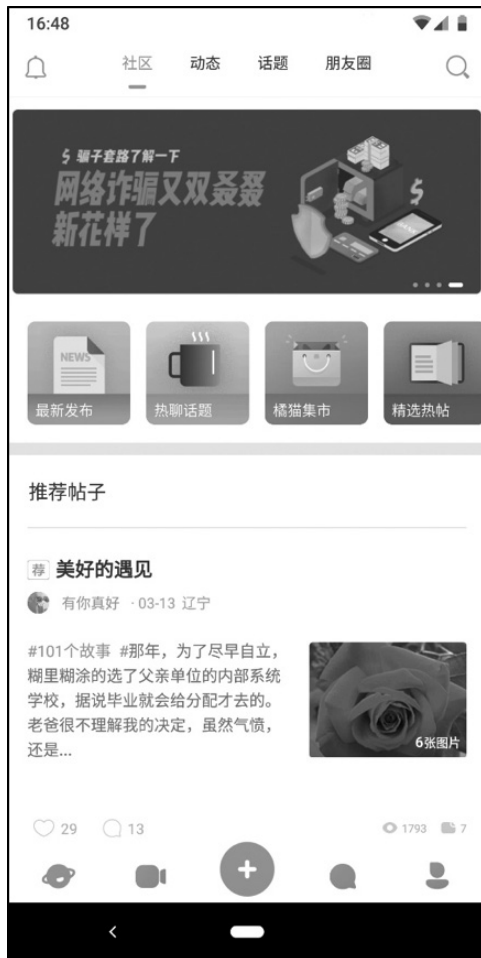 16:48
社区 动态 话题 朋友圈
骗子套路了解一下
网络诈骗又双叒叕
新花样了
NEWS
最新发布 热聊话题 橘猫集市 精选热帖
推荐帖子
荐 美好的遇见
有你真好 · 03-13 辽宁
#101个故事 #那年，为了尽早自立，
糊里糊涂的选了父亲单位的内部系统
学校，据说毕业就会给分配才去的。
老爸很不理解我的决定，虽然气愤，
还是...
6张图片
29 13 1793 7